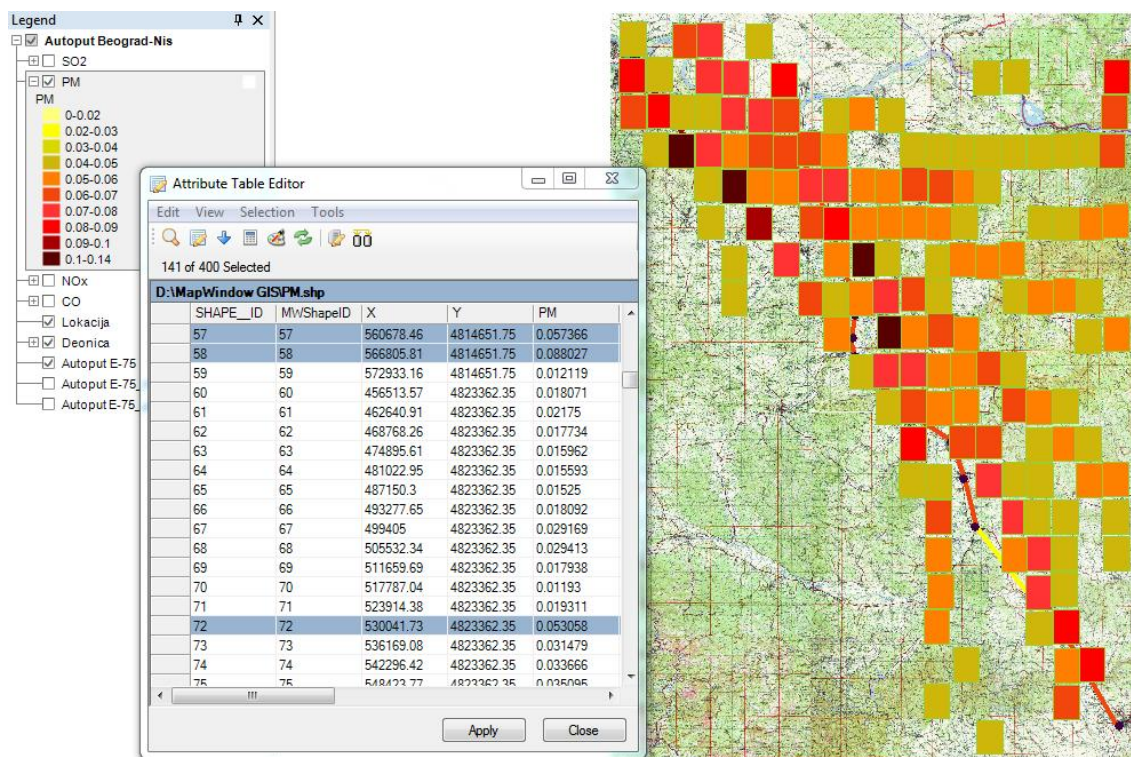 Legend
Autoput Beograd-Nis
SO2
PM
PM
0-0.02
0.02-0.03
0.03-0.04
0.04-0.05
0.05-0.06
0.06-0.07
0.07-0.08
0.08-0.09
0.09-0.1
0.1-0.14
NOx
CO
Lokacija
Deonica
Autoput E-75
Autoput E-75_
Autoput E-75_
Attribute Table Editor
Edit View Selection Tools
141 of 400 Selected
D:\MapWindow GIS\PM.shp
SHAPE__ID MWShapeID X Y PM
57 57 560678.46 4814651.75 0.057366
58 58 566805.81 4814651.75 0.088027
59 59 572933.16 4814651.75 0.012119
60 60 456513.57 4823362.35 0.018071
61 61 462640.91 4823362.35 0.02175
62 62 468768.26 4823362.35 0.017734
63 63 474895.61 4823362.35 0.015962
64 64 481022.95 4823362.35 0.015593
65 65 487150.3 4823362.35 0.01525
66 66 493277.65 4823362.35 0.018092
67 67 499405 4823362.35 0.029169
68 68 505532.34 4823362.35 0.029413
69 69 511659.69 4823362.35 0.017938
70 70 517787.04 4823362.35 0.01193
71 71 523914.38 4823362.35 0.019311
72 72 530041.73 4823362.35 0.053058
73 73 536169.08 4823362.35 0.031479
74 74 542296.42 4823362.35 0.033666
75 75 548423.77 4823362.35 0.035095
Apply Close